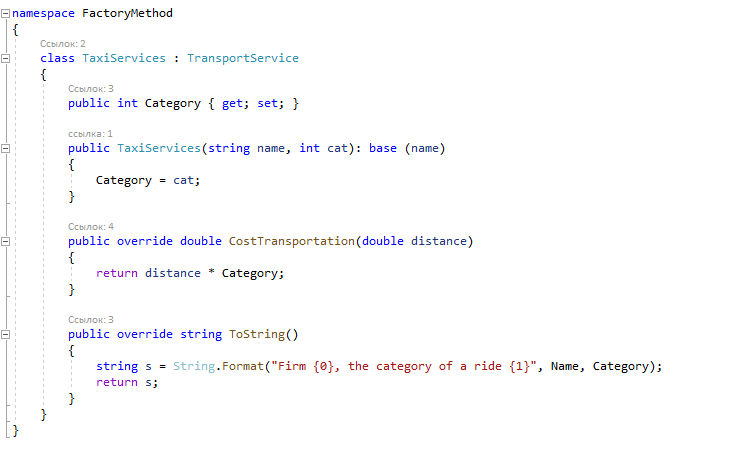 namespace FactoryMethod
{
Ссылок: 2
class TaxiServices : TransportService
{
Ссылок: 3
public int Category { get; set; }
ссылка: 1
public TaxiServices(string name, int cat): base (name)
{
Category = cat;
}
Ссылок: 4
public override double CostTransportation(double distance)
{
return distance * Category;
}
Ссылок: 3
public override string ToString()
{
string s = String.Format("Firm {0}, the category of a ride {1}", Name, Category);
return s;
}
}
}